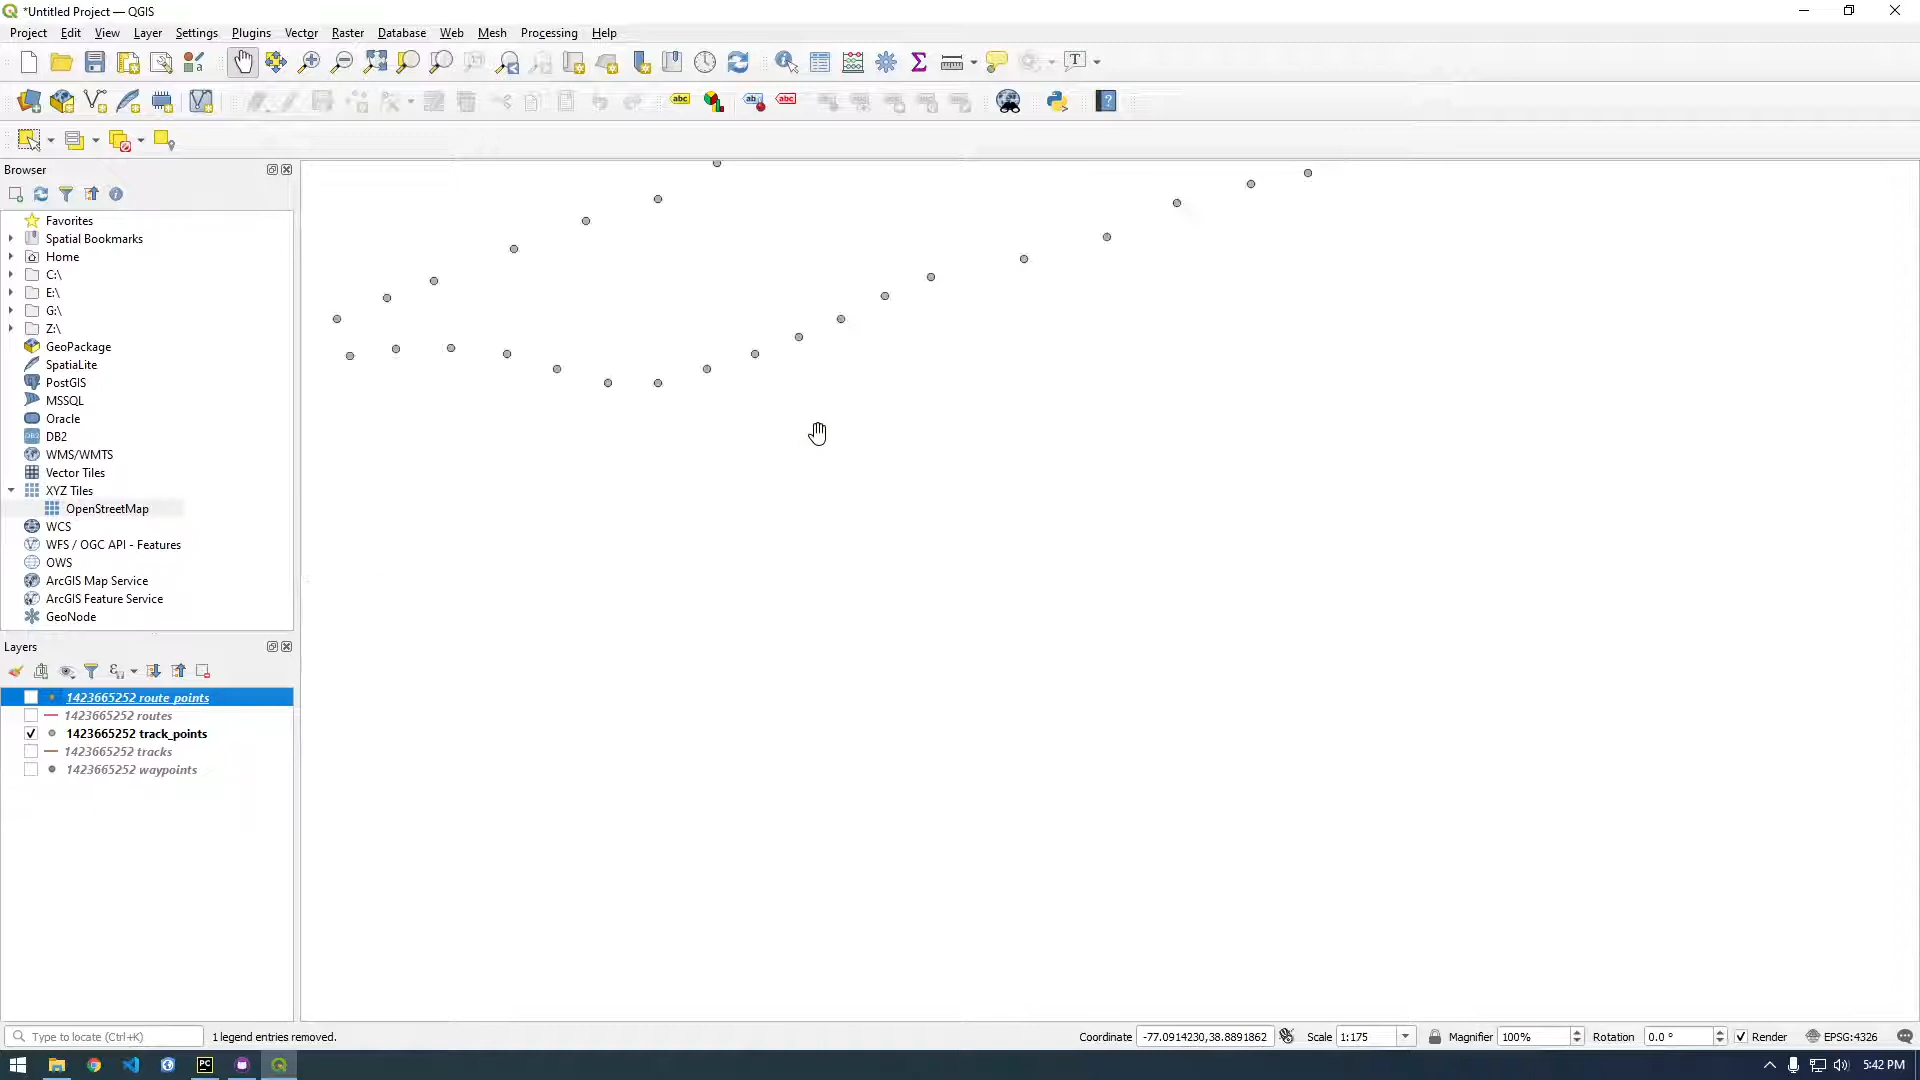 *Untitled Project — QGIS
Project Edit View Layer Settings Plugins Vector Raster Database Web Mesh Processing Help
Browser
Favorites
Spatial Bookmarks
Home
C:\
E:\
G:\
Z:\
GeoPackage
SpatiaLite
PostGIS
MSSQL
Oracle
DB2
WMS/WMTS
Vector Tiles
XYZ Tiles
OpenStreetMap
WCS
WFS / OGC API - Features
OWS
ArcGIS Map Service
ArcGIS Feature Service
GeoNode
Layers
1423665252 route_points
1423665252 routes
1423665252 track_points
1423665252 tracks
1423665252 waypoints
Type to locate (Ctrl+K) 1 legend entries removed. Coordinate -77.0914230,38.8891862 Scale 1:175 Magnifier 100% Rotation 0.0 ° Render EPSG:4326
5:42 PM